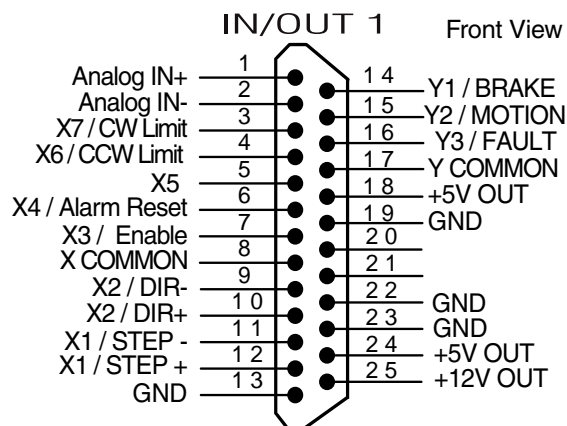 IN/OUT 1 Front View
Analog IN+ 1
Analog IN- 2
X7 / CW Limit 3
X6 / CCW Limit 4
X5 5
X4 / Alarm Reset 6
X3 / Enable 7
X COMMON 8
X2 / DIR- 9
X2 / DIR+ 10
X1 / STEP - 11
X1 / STEP + 12
GND 13
14 Y1 / BRAKE
15 Y2 / MOTION
16 Y3 / FAULT
17 Y COMMON
18 +5V OUT
19 GND
20
21
22 GND
23 GND
24 +5V OUT
25 +12V OUT